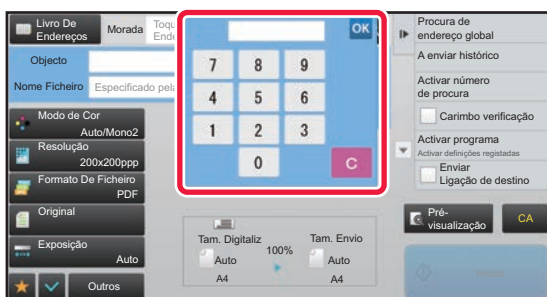 Livro De
Endereços
Morada
Toqu
Ende
OK
Objecto
Nome Ficheiro
Especificado pela
7 8 9
4 5 6
1 2 3
0 C
Modo de Cor
Auto/Mono2
Resolução
200x200ppp
Formato De Ficheiro
PDF
Original
Exposição
Auto
Outros
Tam. Digitaliz
100%
Tam. Envio
Auto
Auto
A4
A4
Procura de
endereço global
A enviar histórico
Activar número
de procura
Carimbo verificação
Activar programa
Activar definições registadas
Enviar
Ligação de destino
Pré-
visualização
CA